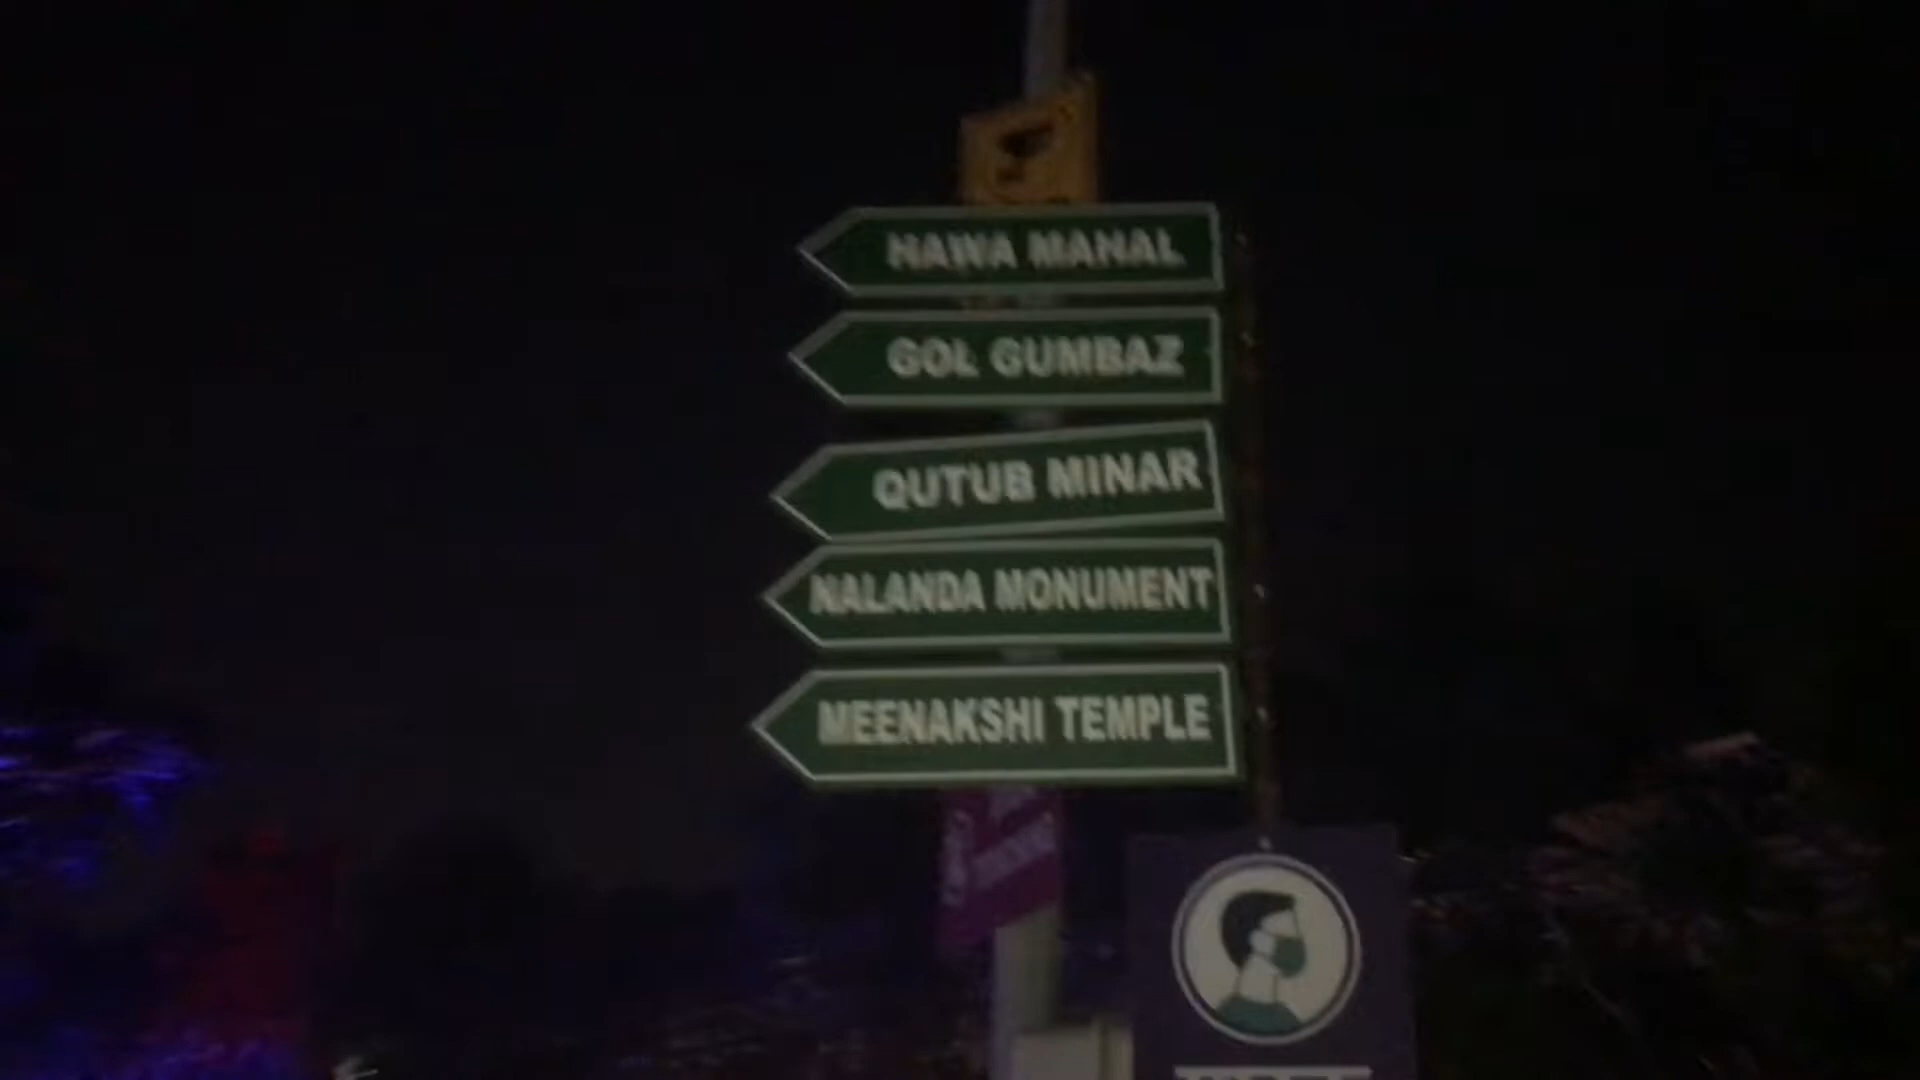 HAWA MAHAL
GOL GUMBAZ
QUTUB MINAR
NALANDA MONUMENT
MEENAKSHI TEMPLE